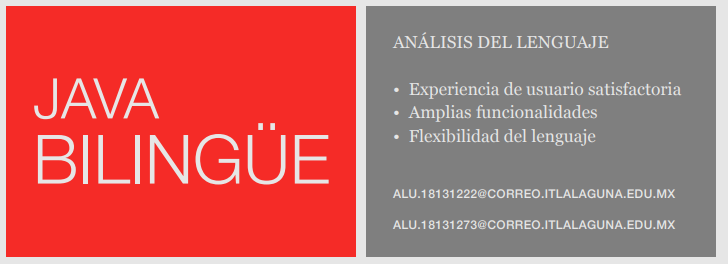 JAVA
BILINGÜE
ANÁLISIS DEL LENGUAJE
• Experiencia de usuario satisfactoria
• Amplias funcionalidades
• Flexibilidad del lenguaje
ALU.18131222@CORREO.ITLALAGUNA.EDU.MX
ALU.18131273@CORREO.ITLALAGUNA.EDU.MX